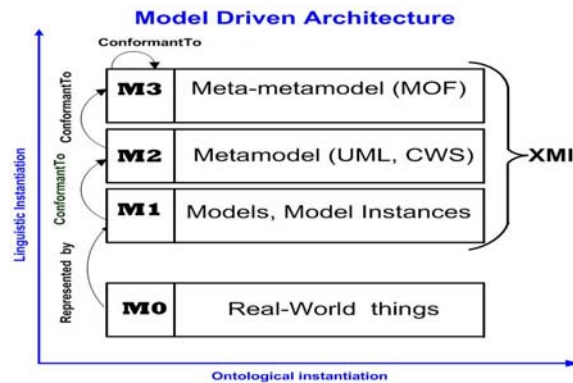 Model Driven Architecture
ConformantTo
M3 Meta-metamodel (MOF)
ConformantTo
M2 Metamodel (UML, CWS)
XMI
ConformantTo
M1 Models, Model Instances
Represented by
M0 Real-World things
Linguistic Instantiation
Ontological instantiation